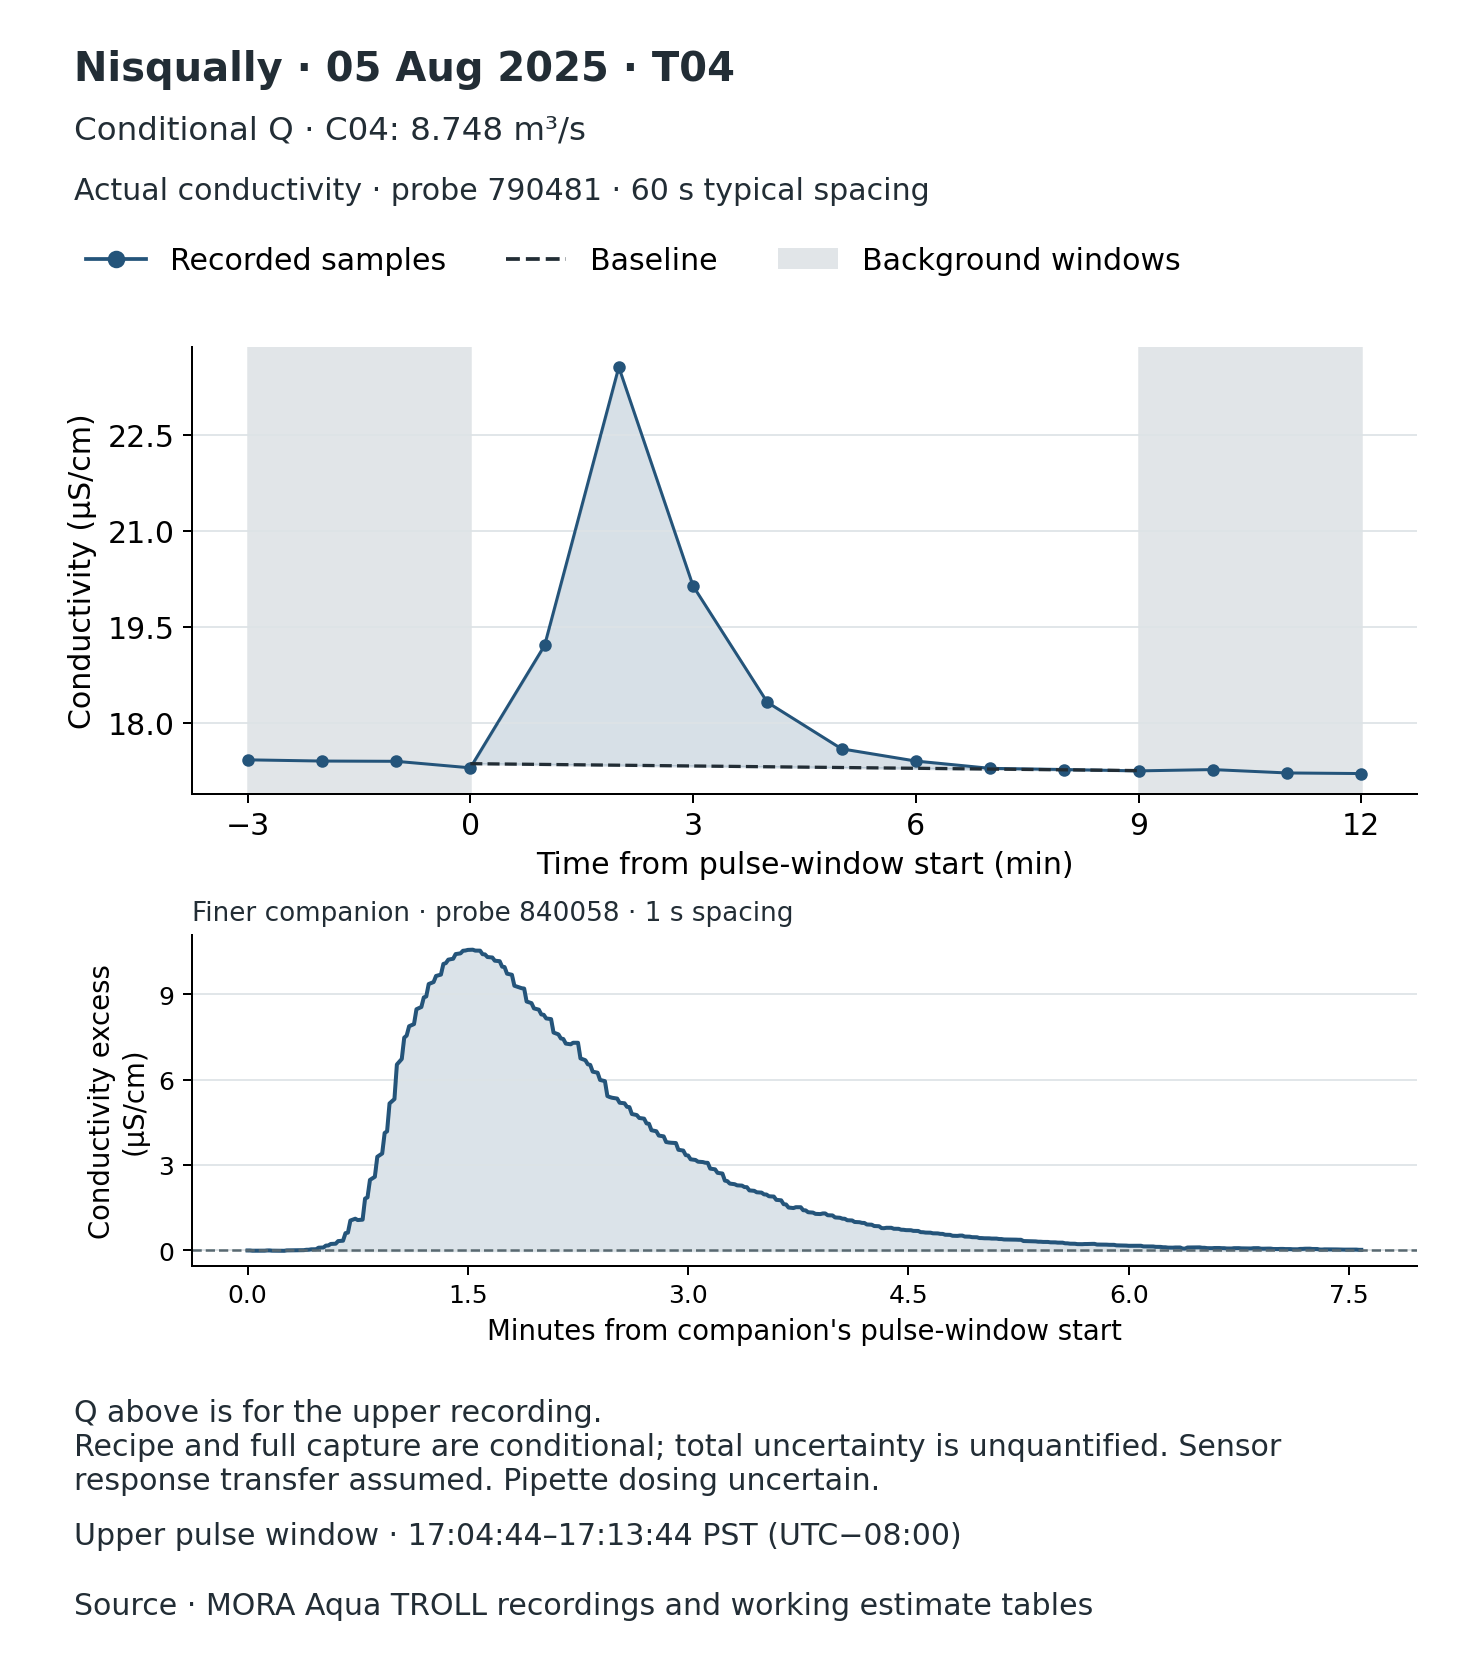 Nisqually · 05 Aug 2025 · T04
Conditional Q · C04: 8.748 m³/s
Actual conductivity · probe 790481 · 60 s typical spacing
Recorded samples Baseline Background windows
Conductivity (µS/cm)
22.5
21.0
19.5
18.0
−3 0 3 6 9 12
Time from pulse-window start (min)
Finer companion · probe 840058 · 1 s spacing
Conductivity excess
(µS/cm)
9
6
3
0
0.0 1.5 3.0 4.5 6.0 7.5
Minutes from companion's pulse-window start
Q above is for the upper recording.
Recipe and full capture are conditional; total uncertainty is unquantified. Sensor
response transfer assumed. Pipette dosing uncertain.
Upper pulse window · 17:04:44–17:13:44 PST (UTC−08:00)
Source · MORA Aqua TROLL recordings and working estimate tables